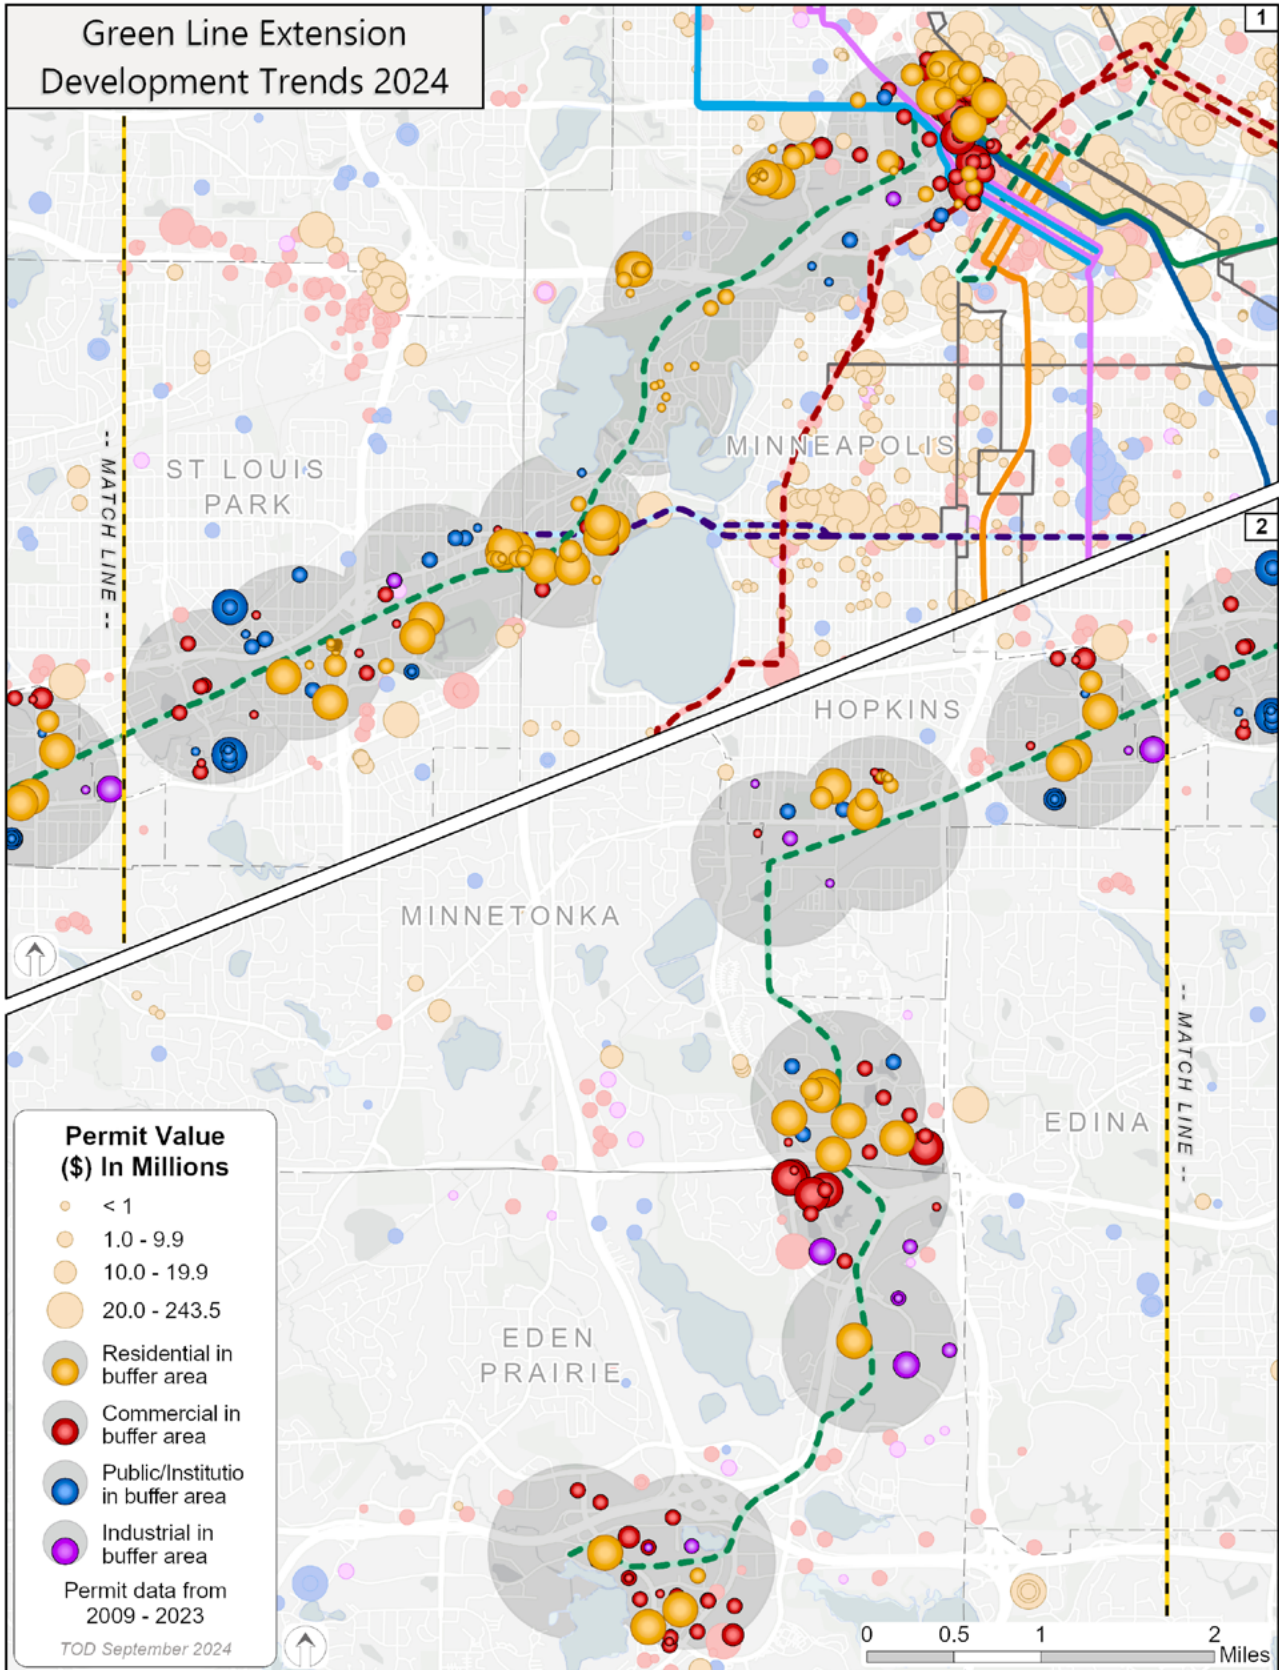 Green Line Extension
Development Trends 2024
1
-- MATCH LINE --
ST LOUIS
PARK
MINNEAPOLIS
2
HOPKINS
MINNETONKA
-- MATCH LINE --
EDINA
EDEN
PRAIRIE
Permit Value
($) In Millions
< 1
1.0 - 9.9
10.0 - 19.9
20.0 - 243.5
Residential in
buffer area
Commercial in
buffer area
Public/Institutio
in buffer area
Industrial in
buffer area
Permit data from
2009 - 2023
TOD September 2024
0 0.5 1 2
Miles